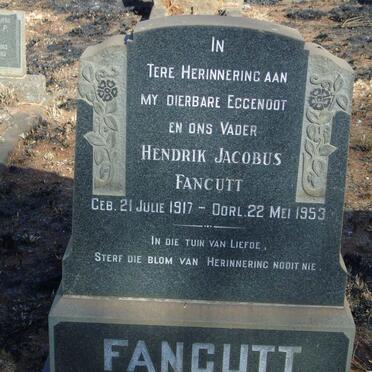 IN
TERE HERINNERING AAN
MY DIERBARE EGGENOOT
EN ONS VADER
HENDRIK JACOBUS
FANCUTT
GEB. 21 JULIE 1917 – OORL. 22 MEI 1953
IN DIE TUIN VAN LIEFDE,
STERF DIE BLOM VAN HERINNERING NOOIT NIE.
FANCUTT